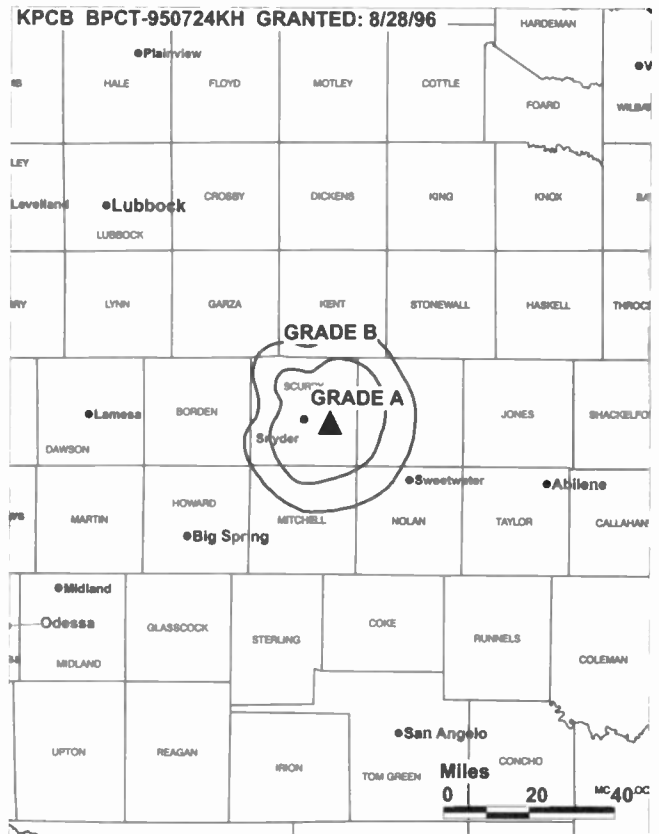 KPCB BPCT-950724KH GRANTED: 8/28/96
HARDEMAN
Plainview
HALE FLOYD MOTLEY COTTLE
FOARD
LEY
Levelland
Lubbock
LUBBOCK
CROSBY DICKENS KING KNOX
LYNN GARZA KENT STONEWALL HASKELL
GRADE B
SCURRY
GRADE A
Snyder
Lamesa
DAWSON
BORDEN
JONES
Sweetwater
Abilene
MARTIN
HOWARD
Big Spring
MITCHELL
NOLAN
TAYLOR
CALLAHAN
Midland
Odessa
MIDLAND
GLASSCOCK
STERLING
COKE
RUNNELS
COLEMAN
UPTON
REAGAN
IRION
San Angelo
TOM GREEN
CONCHO
Miles
0 20 40